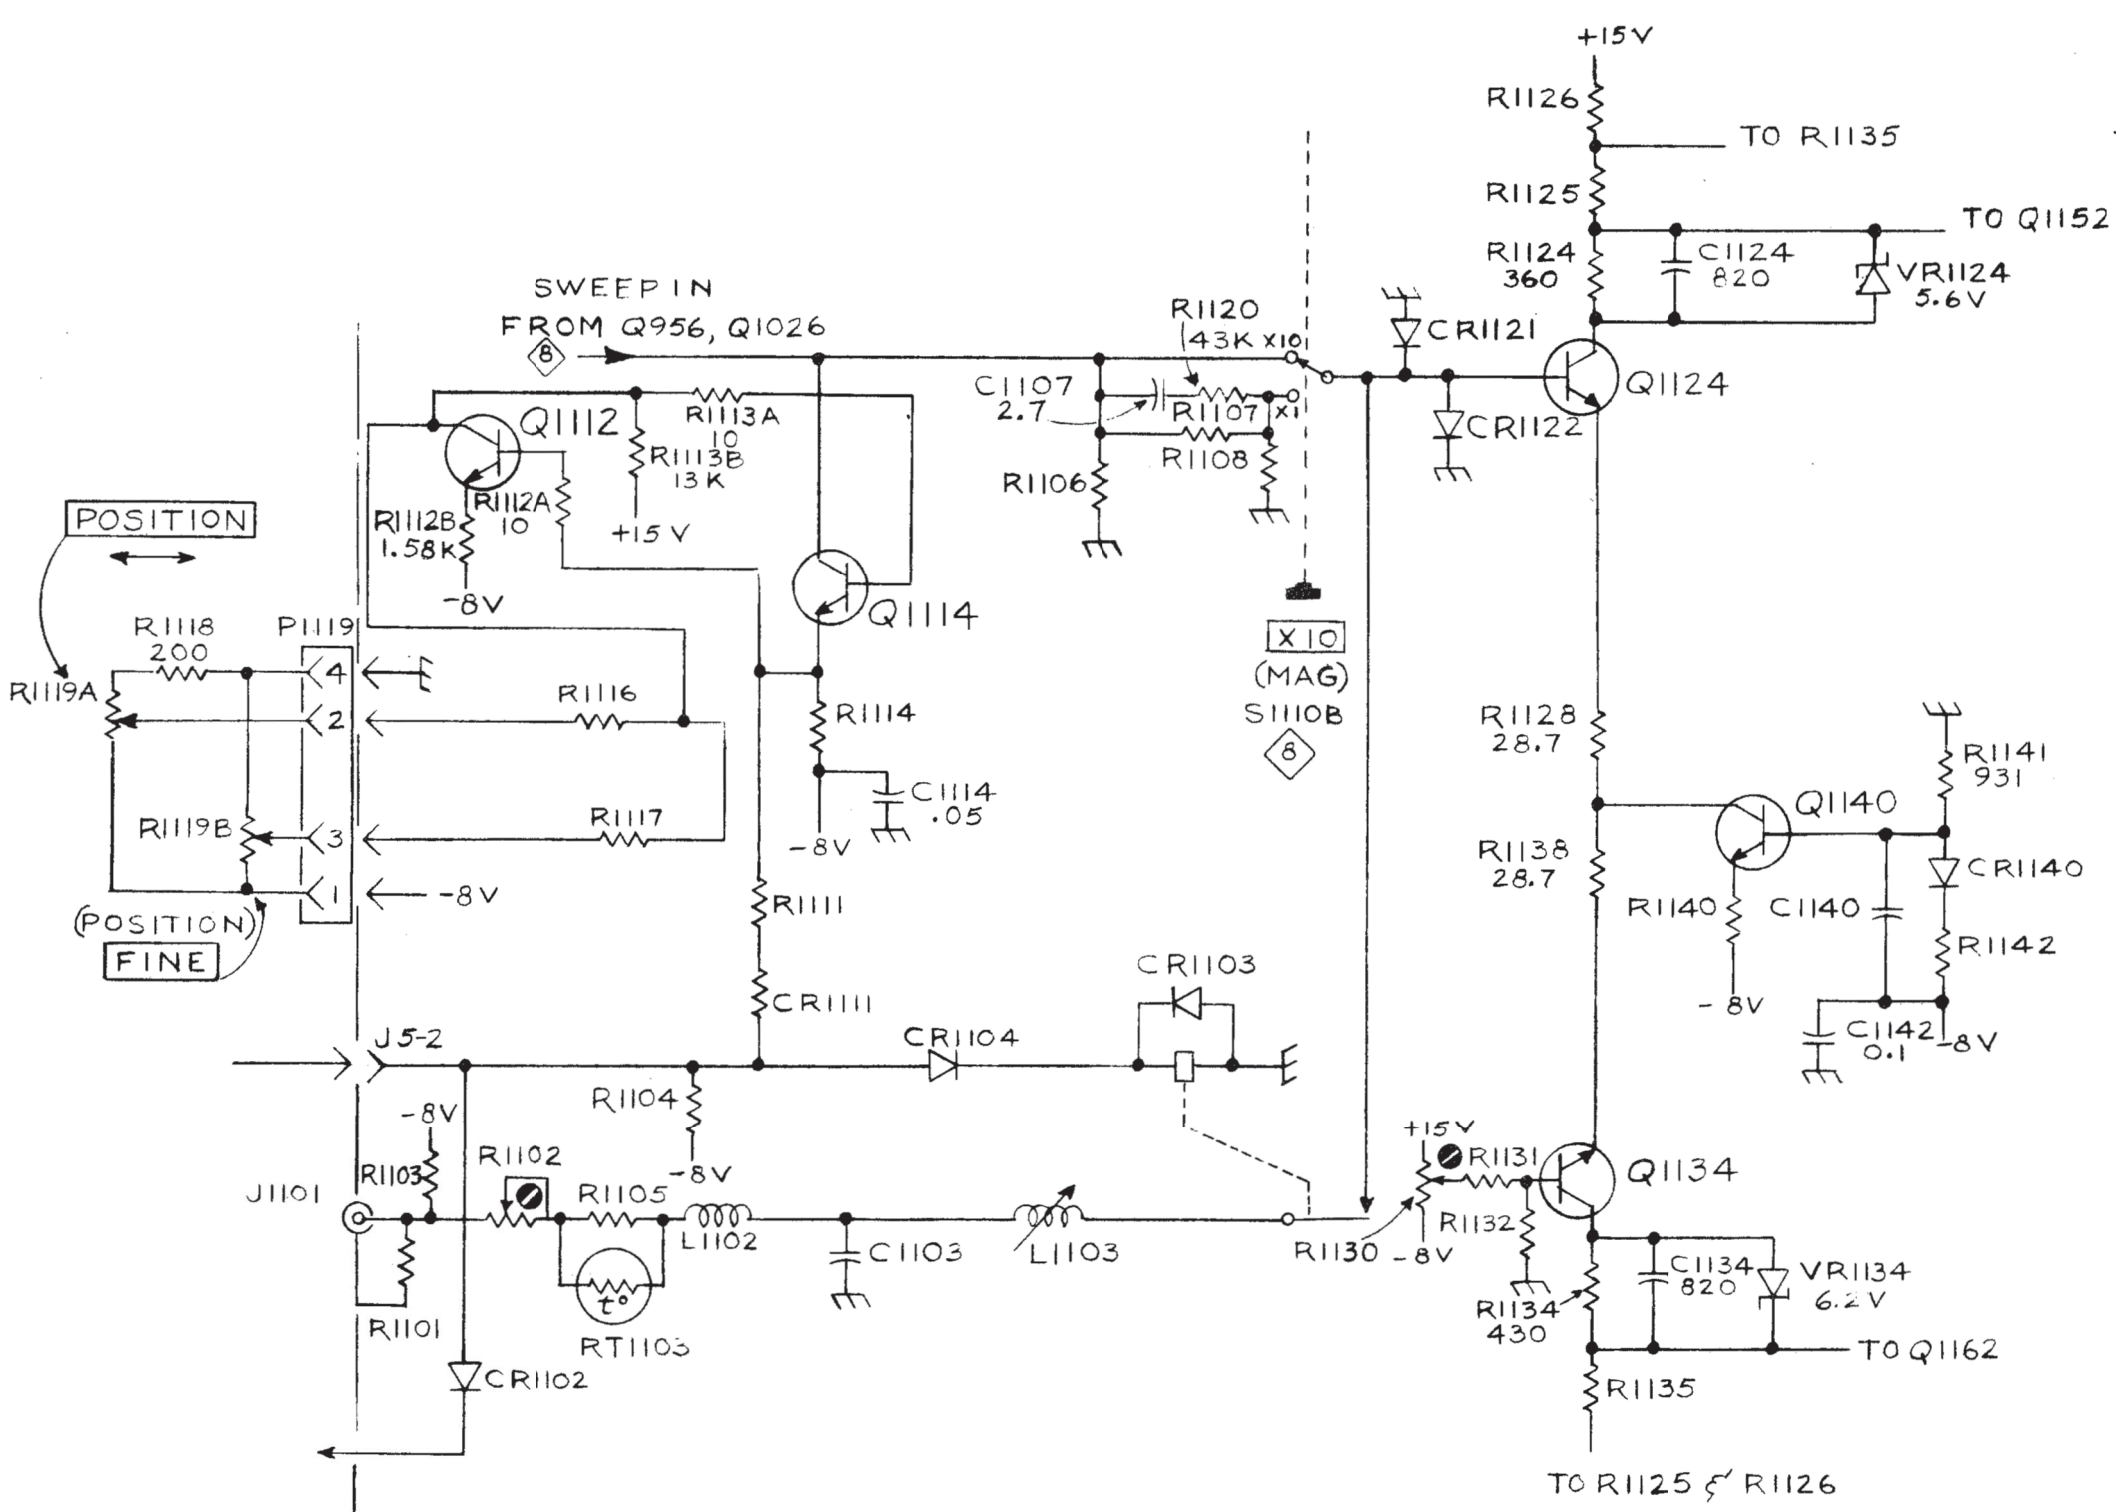 +15V
R1126
TO R1135
R1125
TO Q1152
R1124
360
C1124
820
VR1124
5.6V
SWEEP IN
FROM Q956, Q1026
8
R1120
43K
X10
CR1121
Q1124
C1107
2.7
R1107
X1
CR1122
R1108
R1106
Q1112
R1113A
10
R1113B
13K
+15V
R1112A
10
R1112B
1.58K
-8V
POSITION
Q1114
R1118
200
P1119
R1119A
4
2
3
1
R1116
R1114
X10
(MAG)
S1110B
8
R1128
28.7
R1141
931
Q1140
C1114
.05
-8V
R1119B
R1117
-8V
(POSITION)
FINE
R1111
R1138
28.7
CR1140
R1140
C1140
R1142
-8V
C1142
0.1
-8V
CR1111
CR1103
J5-2
CR1104
R1104
-8V
-8V
R1103
R1102
R1105
J1101
L1102
C1103
L1103
R1101
RT1103
CR1102
+15V
R1131
Q1134
R1132
R1130
-8V
R1134
430
C1134
820
VR1134
6.2V
TO Q1162
R1135
t°
TO R1125 & R1126